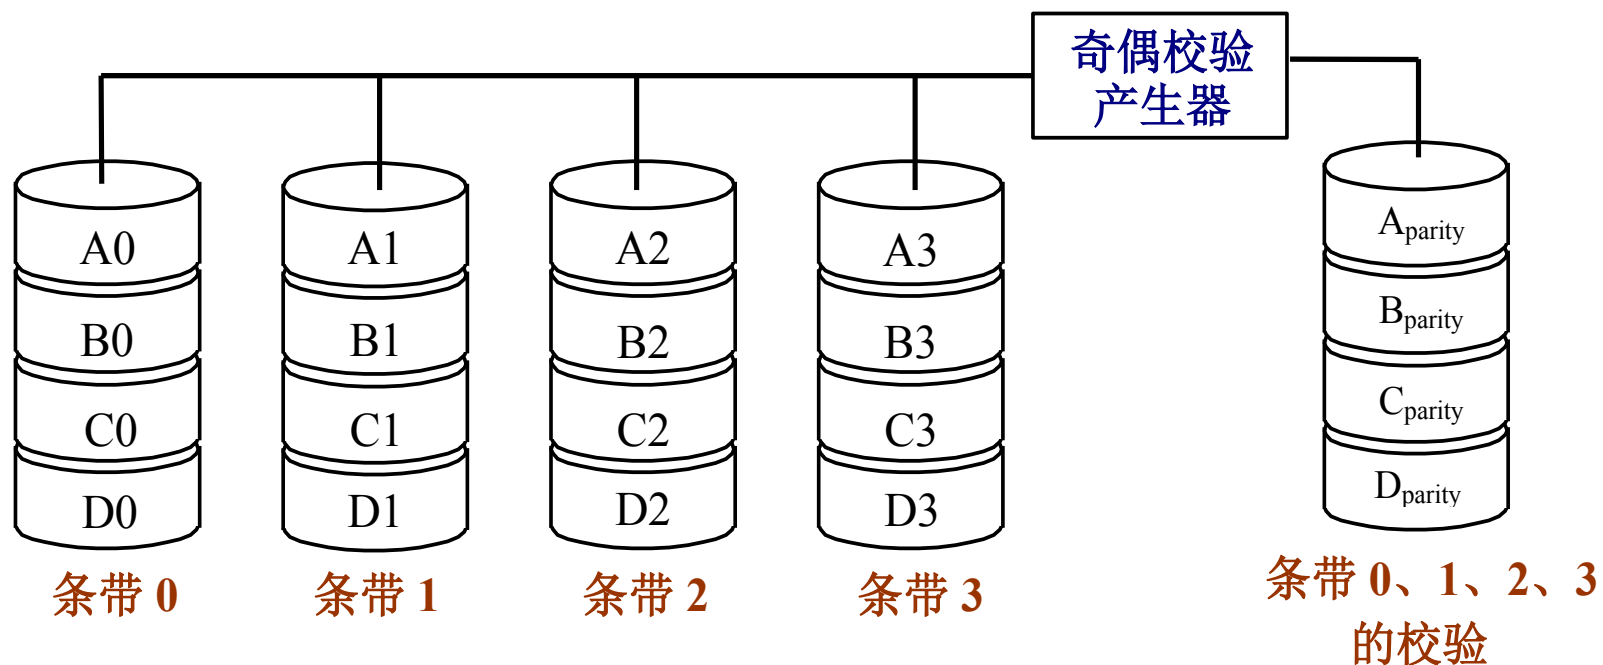 奇偶校验
产生器
A0 A1 A2 A3 Aparity
B0 B1 B2 B3 Bparity
C0 C1 C2 C3 Cparity
D0 D1 D2 D3 Dparity
条带 0 条带 1 条带 2 条带 3 条带 0、1、2、3
的校验